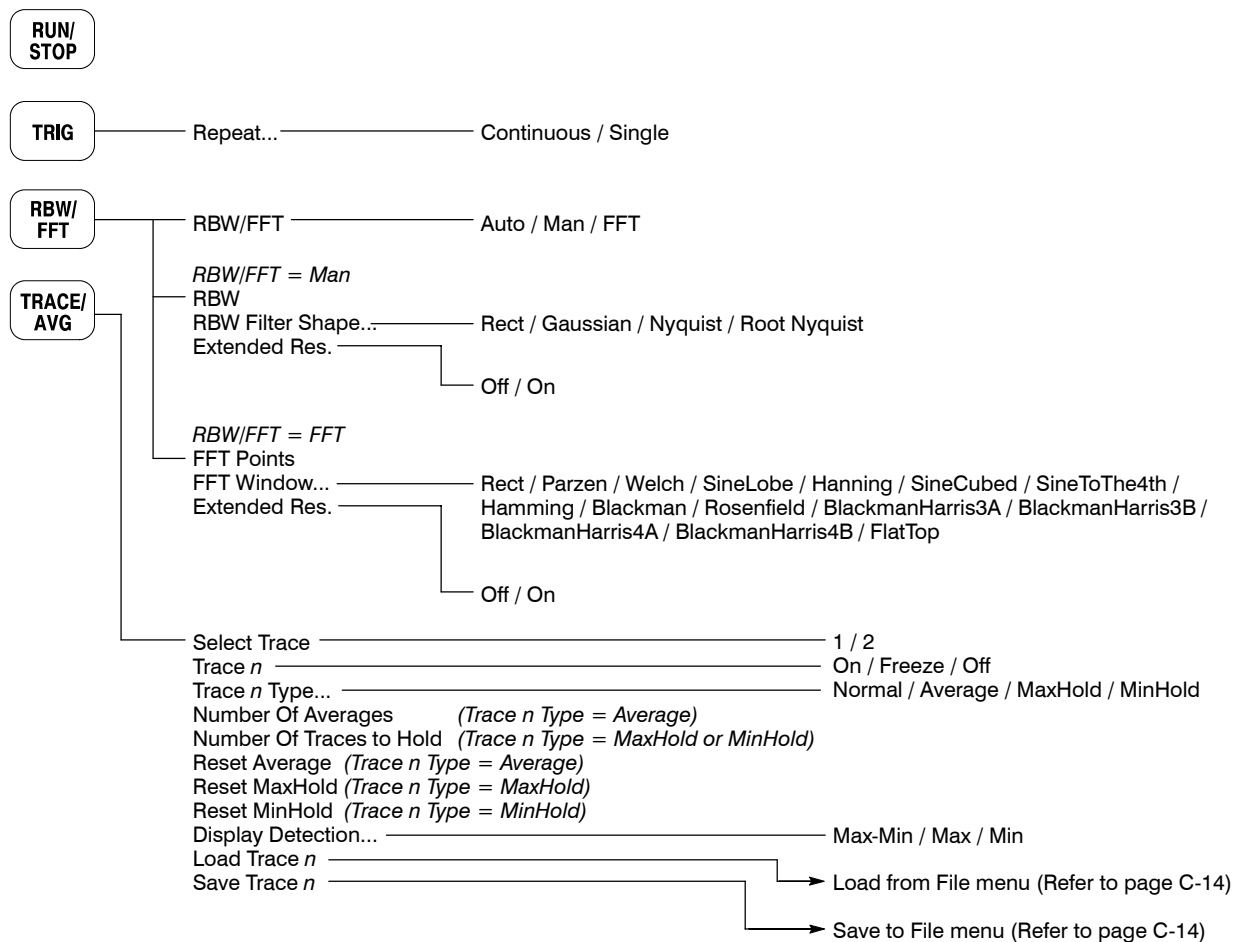 RUN/
STOP
TRIG
Repeat...
Continuous / Single
RBW/
FFT
RBW/FFT
Auto / Man / FFT
RBW/FFT = Man
RBW
RBW Filter Shape...
Rect / Gaussian / Nyquist / Root Nyquist
Extended Res.
Off / On
RBW/FFT = FFT
FFT Points
FFT Window...
Rect / Parzen / Welch / SineLobe / Hanning / SineCubed / SineToThe4th /
Hamming / Blackman / Rosenfield / BlackmanHarris3A / BlackmanHarris3B /
BlackmanHarris4A / BlackmanHarris4B / FlatTop
Extended Res.
Off / On
TRACE/
AVG
Select Trace
1 / 2
Trace n
On / Freeze / Off
Trace n Type...
Normal / Average / MaxHold / MinHold
Number Of Averages (Trace n Type = Average)
Number Of Traces to Hold (Trace n Type = MaxHold or MinHold)
Reset Average (Trace n Type = Average)
Reset MaxHold (Trace n Type = MaxHold)
Reset MinHold (Trace n Type = MinHold)
Display Detection...
Max-Min / Max / Min
Load Trace n
Load from File menu (Refer to page C-14)
Save Trace n
Save to File menu (Refer to page C-14)